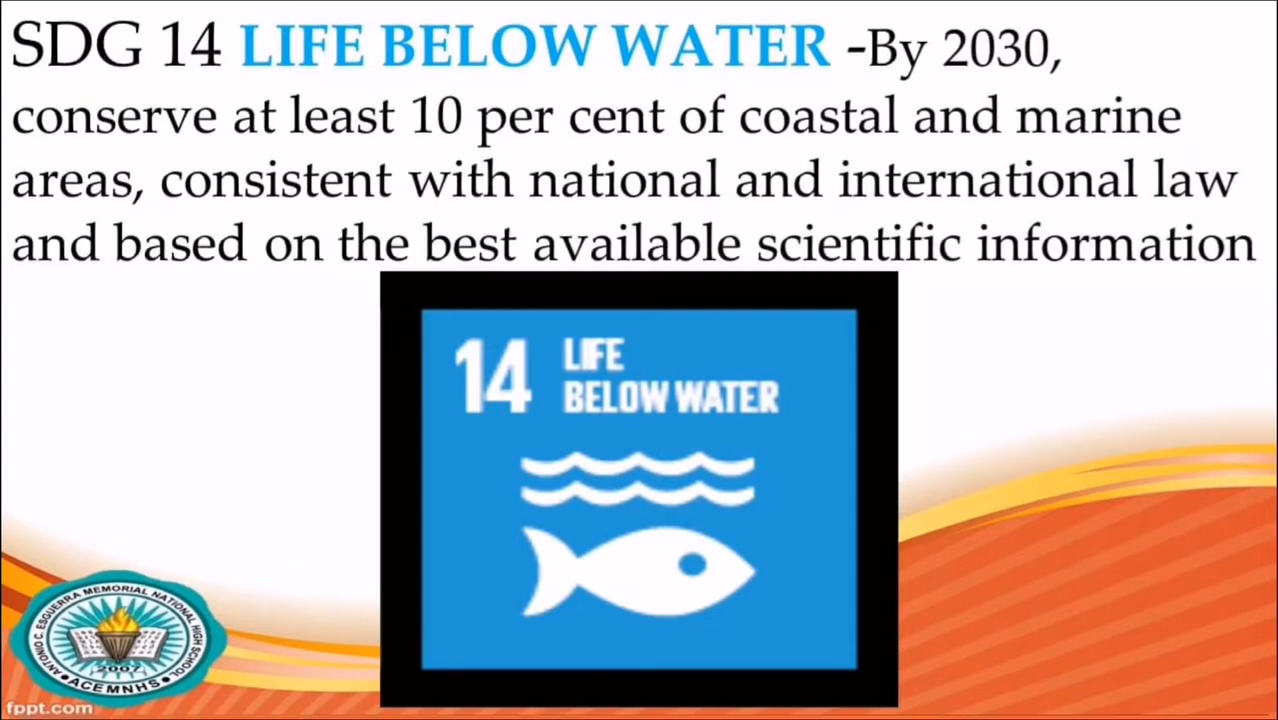 SDG 14 LIFE BELOW WATER -By 2030,
conserve at least 10 per cent of coastal and marine
areas, consistent with national and international law
and based on the best available scientific information
14 LIFE
BELOW WATER
ANTONIO C. ESGUERRA MEMORIAL NATIONAL HIGH SCHOOL
2007
ACEMNHS
fppt.com